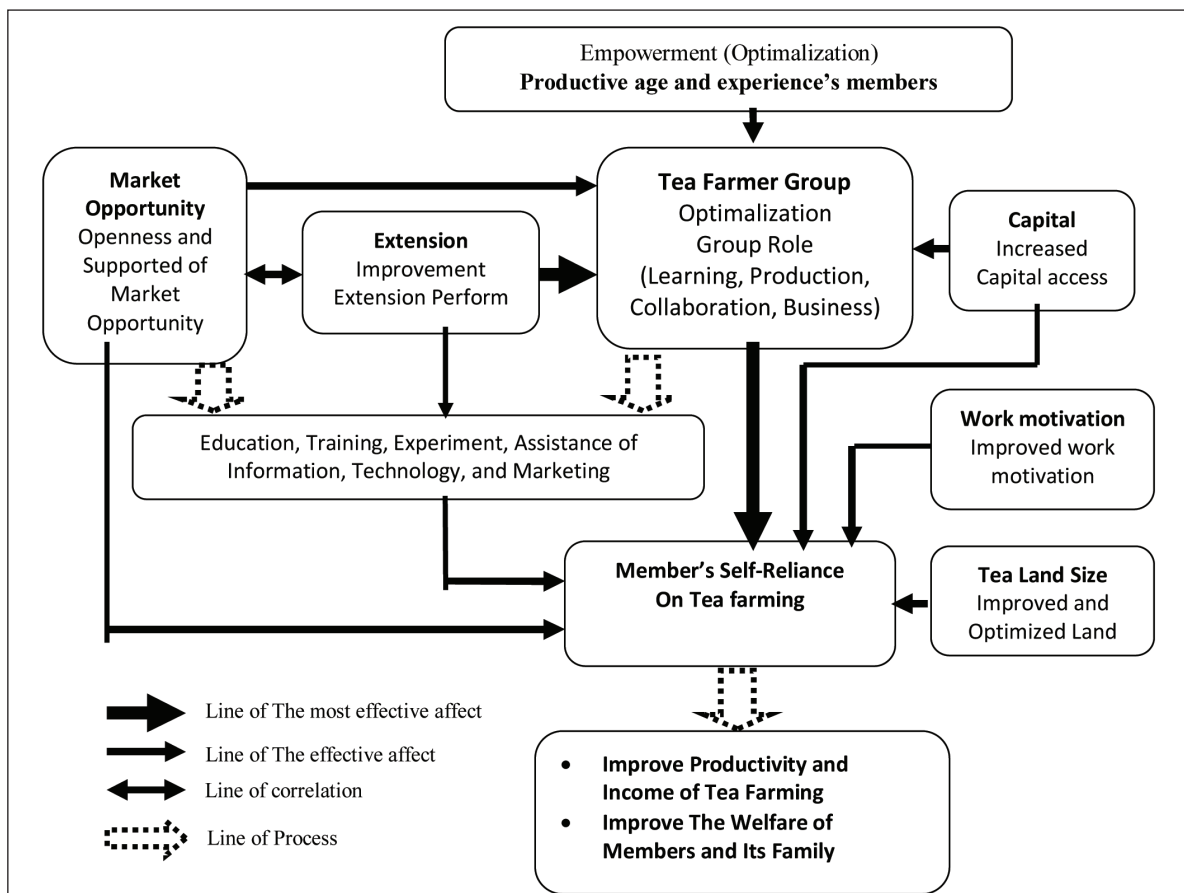 Empowerment (Optimalization)
Productive age and experience's members
Market
Opportunity
Openness and
Supported of
Market
Opportunity
Extension
Improvement
Extension Perform
Tea Farmer Group
Optimalization
Group Role
(Learning, Production,
Collaboration, Business)
Capital
Increased
Capital access
Education, Training, Experiment, Assistance of
Information, Technology, and Marketing
Work motivation
Improved work
motivation
Member's Self-Reliance
On Tea farming
Tea Land Size
Improved and
Optimized Land
Line of The most effective affect
Line of The effective affect
Line of correlation
Line of Process
• Improve Productivity and
Income of Tea Farming
• Improve The Welfare of
Members and Its Family